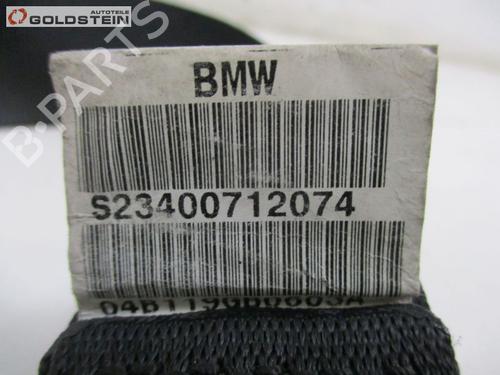 AUTOTEILE
GOLDSTEIN
B-PARTS
BMW
S23400712074